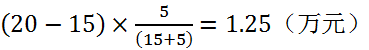 (20 − 15) × 5/(15+5) = 1.25（万元）